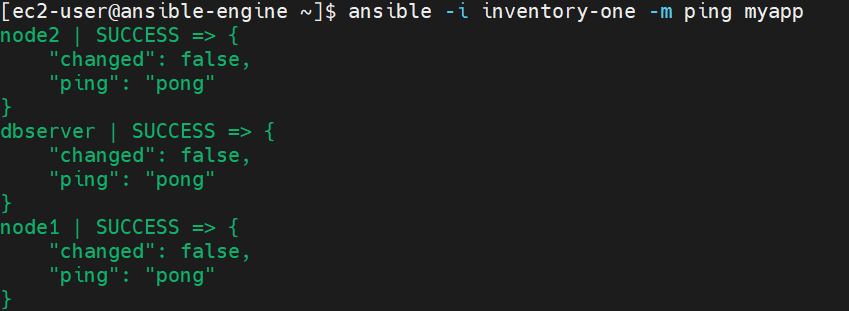 [ec2-user@ansible-engine ~]$ ansible -i inventory-one -m ping myapp
node2 | SUCCESS => {
    "changed": false,
    "ping": "pong"
}
dbserver | SUCCESS => {
    "changed": false,
    "ping": "pong"
}
node1 | SUCCESS => {
    "changed": false,
    "ping": "pong"
}